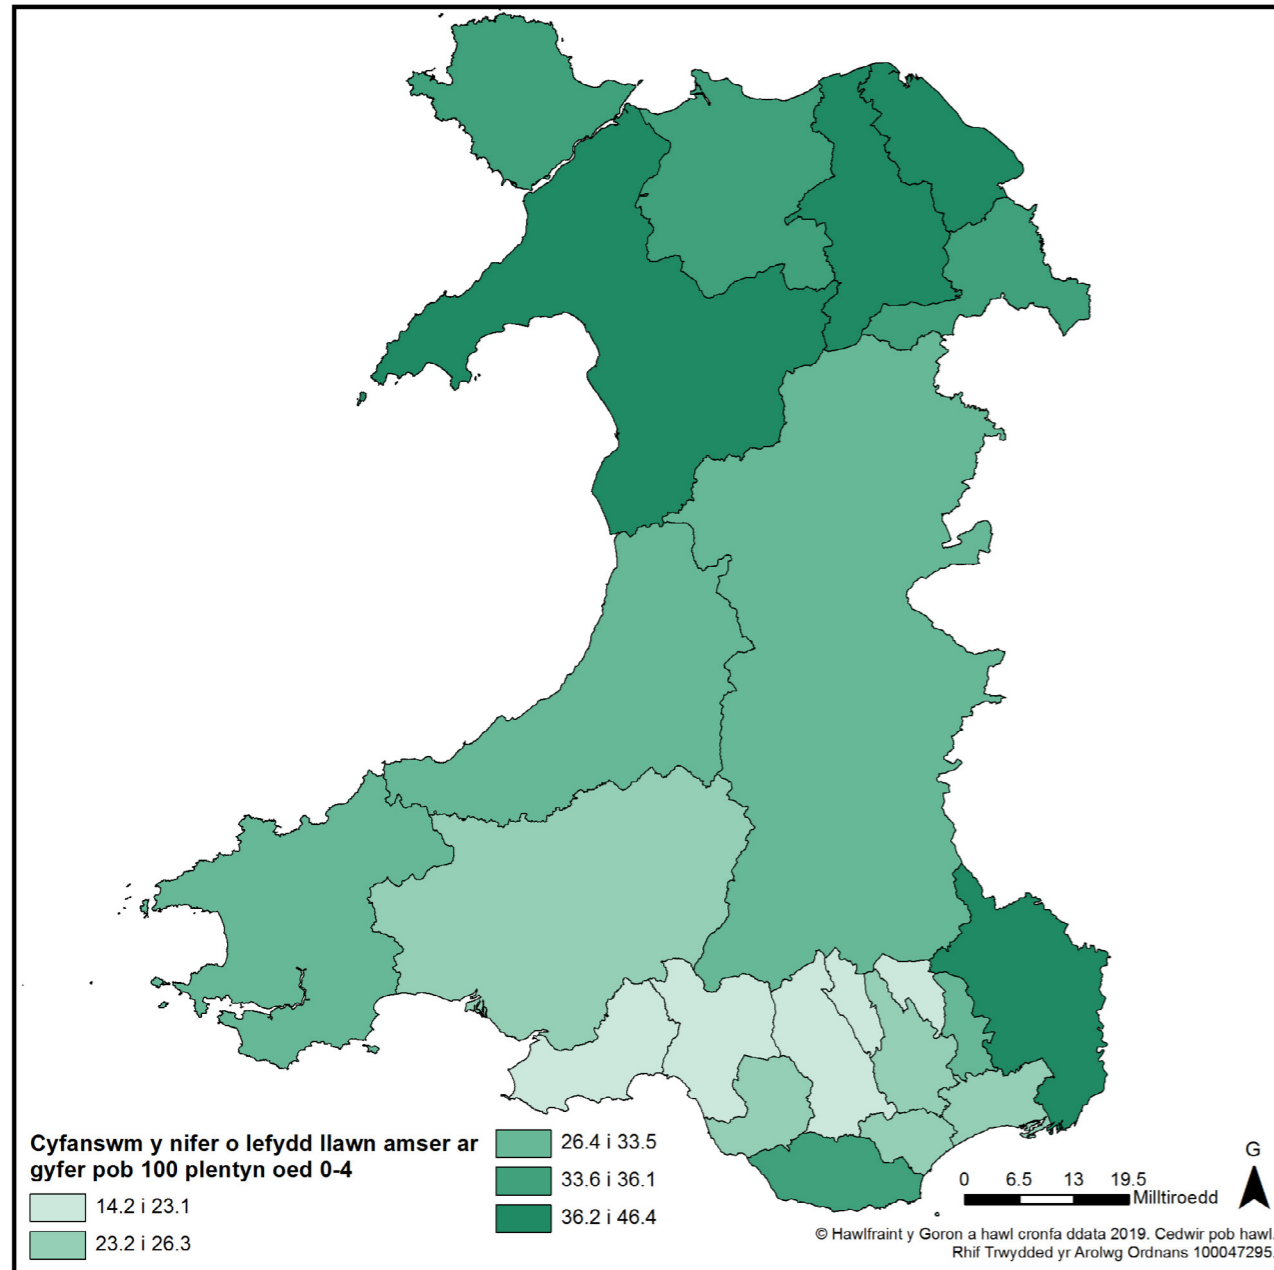 Cyfanswm y nifer o lefydd llawn amser ar
gyfer pob 100 plentyn oed 0-4
14.2 i 23.1
23.2 i 26.3
26.4 i 33.5
33.6 i 36.1
36.2 i 46.4
G
0 6.5 13 19.5
Milltiroedd
© Hawlfraint y Goron a hawl cronfa ddata 2019. Cedwir pob hawl.
Rhif Trwydded yr Arolwg Ordnans 100047295.